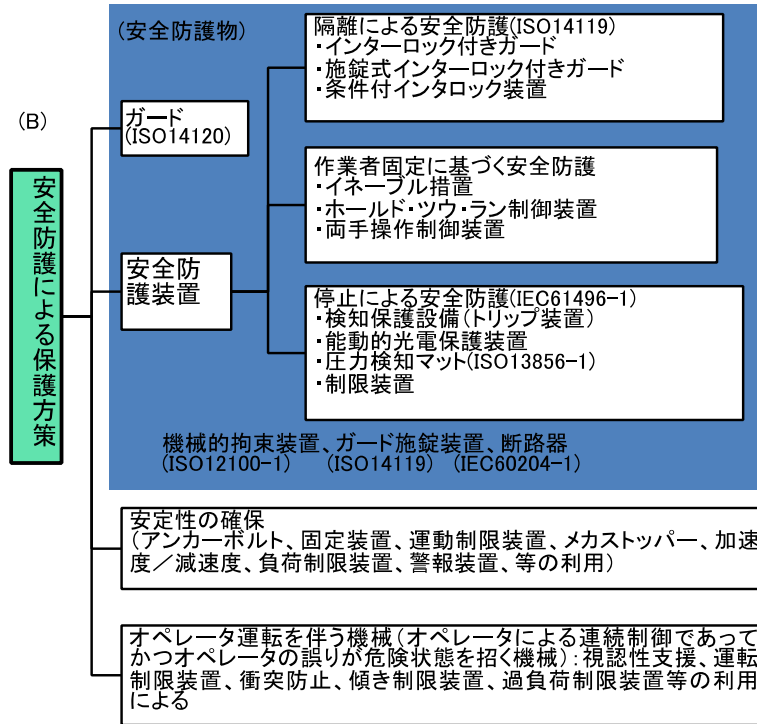 (B)
安全防護による保護方策
(安全防護物)
ガード
(ISO14120)
安全防
護装置
隔離による安全防護(ISO14119)
・インターロック付きガード
・施錠式インターロック付きガード
・条件付インタロック装置
作業者固定に基づく安全防護
・イネーブル措置
・ホールド・ツウ・ラン制御装置
・両手操作制御装置
停止による安全防護(IEC61496-1)
・検知保護設備(トリップ装置)
・能動的光電保護装置
・圧力検知マット(ISO13856-1)
・制限装置
機械的拘束装置、ガード施錠装置、断路器
(ISO12100-1) (ISO14119) (IEC60204-1)
安定性の確保
(アンカーボルト、固定装置、運動制限装置、メカストッパー、加速
度／減速度、負荷制限装置、警報装置、等の利用)
オペレータ運転を伴う機械(オペレータによる連続制御であって
かつオペレータの誤りが危険状態を招く機械):視認性支援、運転
制限装置、衝突防止、傾き制限装置、過負荷制限装置等の利用
による